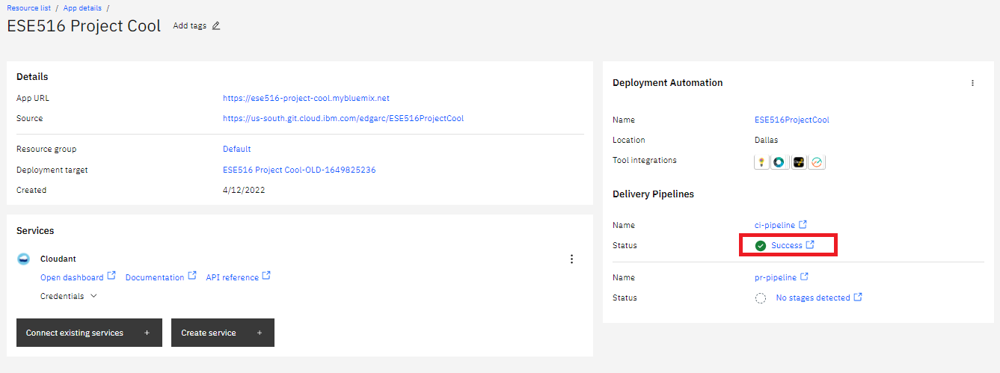 Resource list / App details /
ESE516 Project Cool Add tags
Details
App URL https://ese516-project-cool.mybluemix.net
Source https://us-south.git.cloud.ibm.com/edgarc/ESE516ProjectCool
Resource group Default
Deployment target ESE516 Project Cool-OLD-1649825236
Created 4/12/2022
Services
Cloudant
Open dashboard Documentation API reference
Credentials
Connect existing services +
Create service +
Deployment Automation
Name ESE516ProjectCool
Location Dallas
Tool integrations
Delivery Pipelines
Name ci-pipeline
Status Success
Name pr-pipeline
Status No stages detected